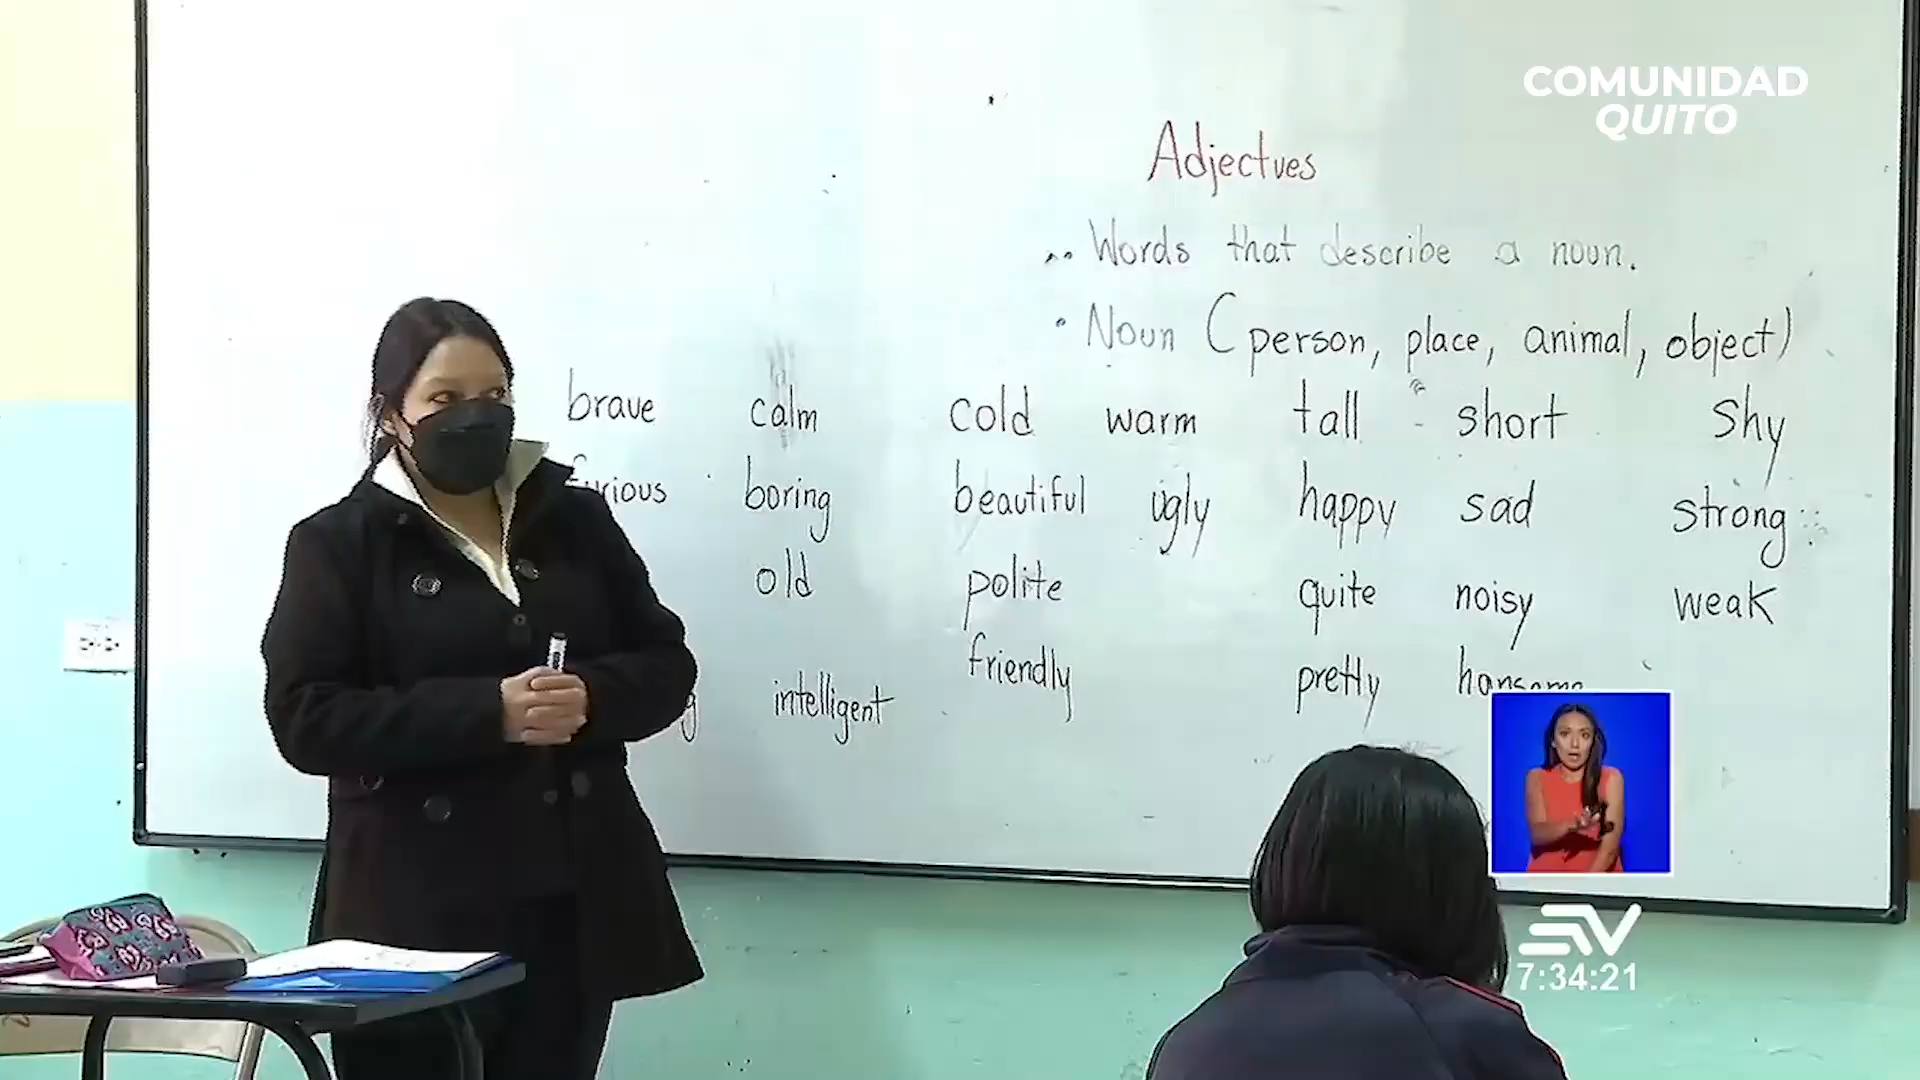 COMUNIDAD
QUITO
Adjectves
Words that describe a noun.
Noun (person, place, animal, object)
brave calm cold warm tall short shy
furious boring beautiful ugly happy sad strong
old polite quite noisy weak
intelligent friendly pretty
7:34:21